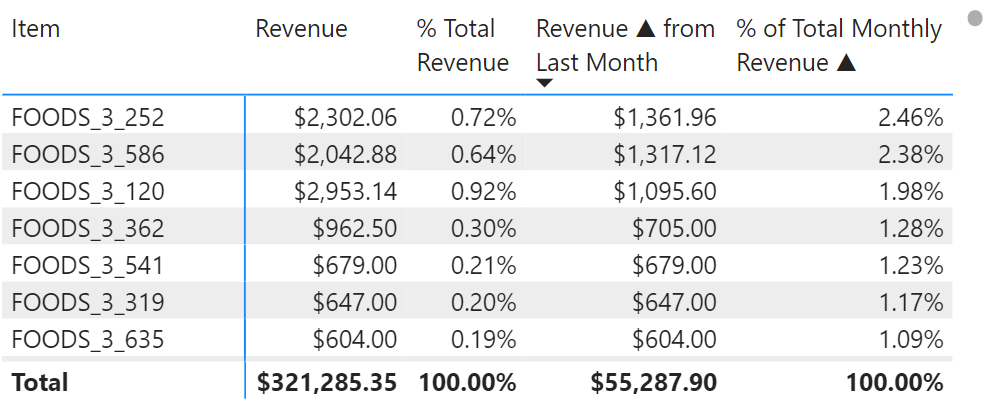 Item Revenue % Total Revenue Revenue ▲ from Last Month % of Total Monthly Revenue ▲
FOODS_3_252 $2,302.06 0.72% $1,361.96 2.46%
FOODS_3_586 $2,042.88 0.64% $1,317.12 2.38%
FOODS_3_120 $2,953.14 0.92% $1,095.60 1.98%
FOODS_3_362 $962.50 0.30% $705.00 1.28%
FOODS_3_541 $679.00 0.21% $679.00 1.23%
FOODS_3_319 $647.00 0.20% $647.00 1.17%
FOODS_3_635 $604.00 0.19% $604.00 1.09%
Total $321,285.35 100.00% $55,287.90 100.00%